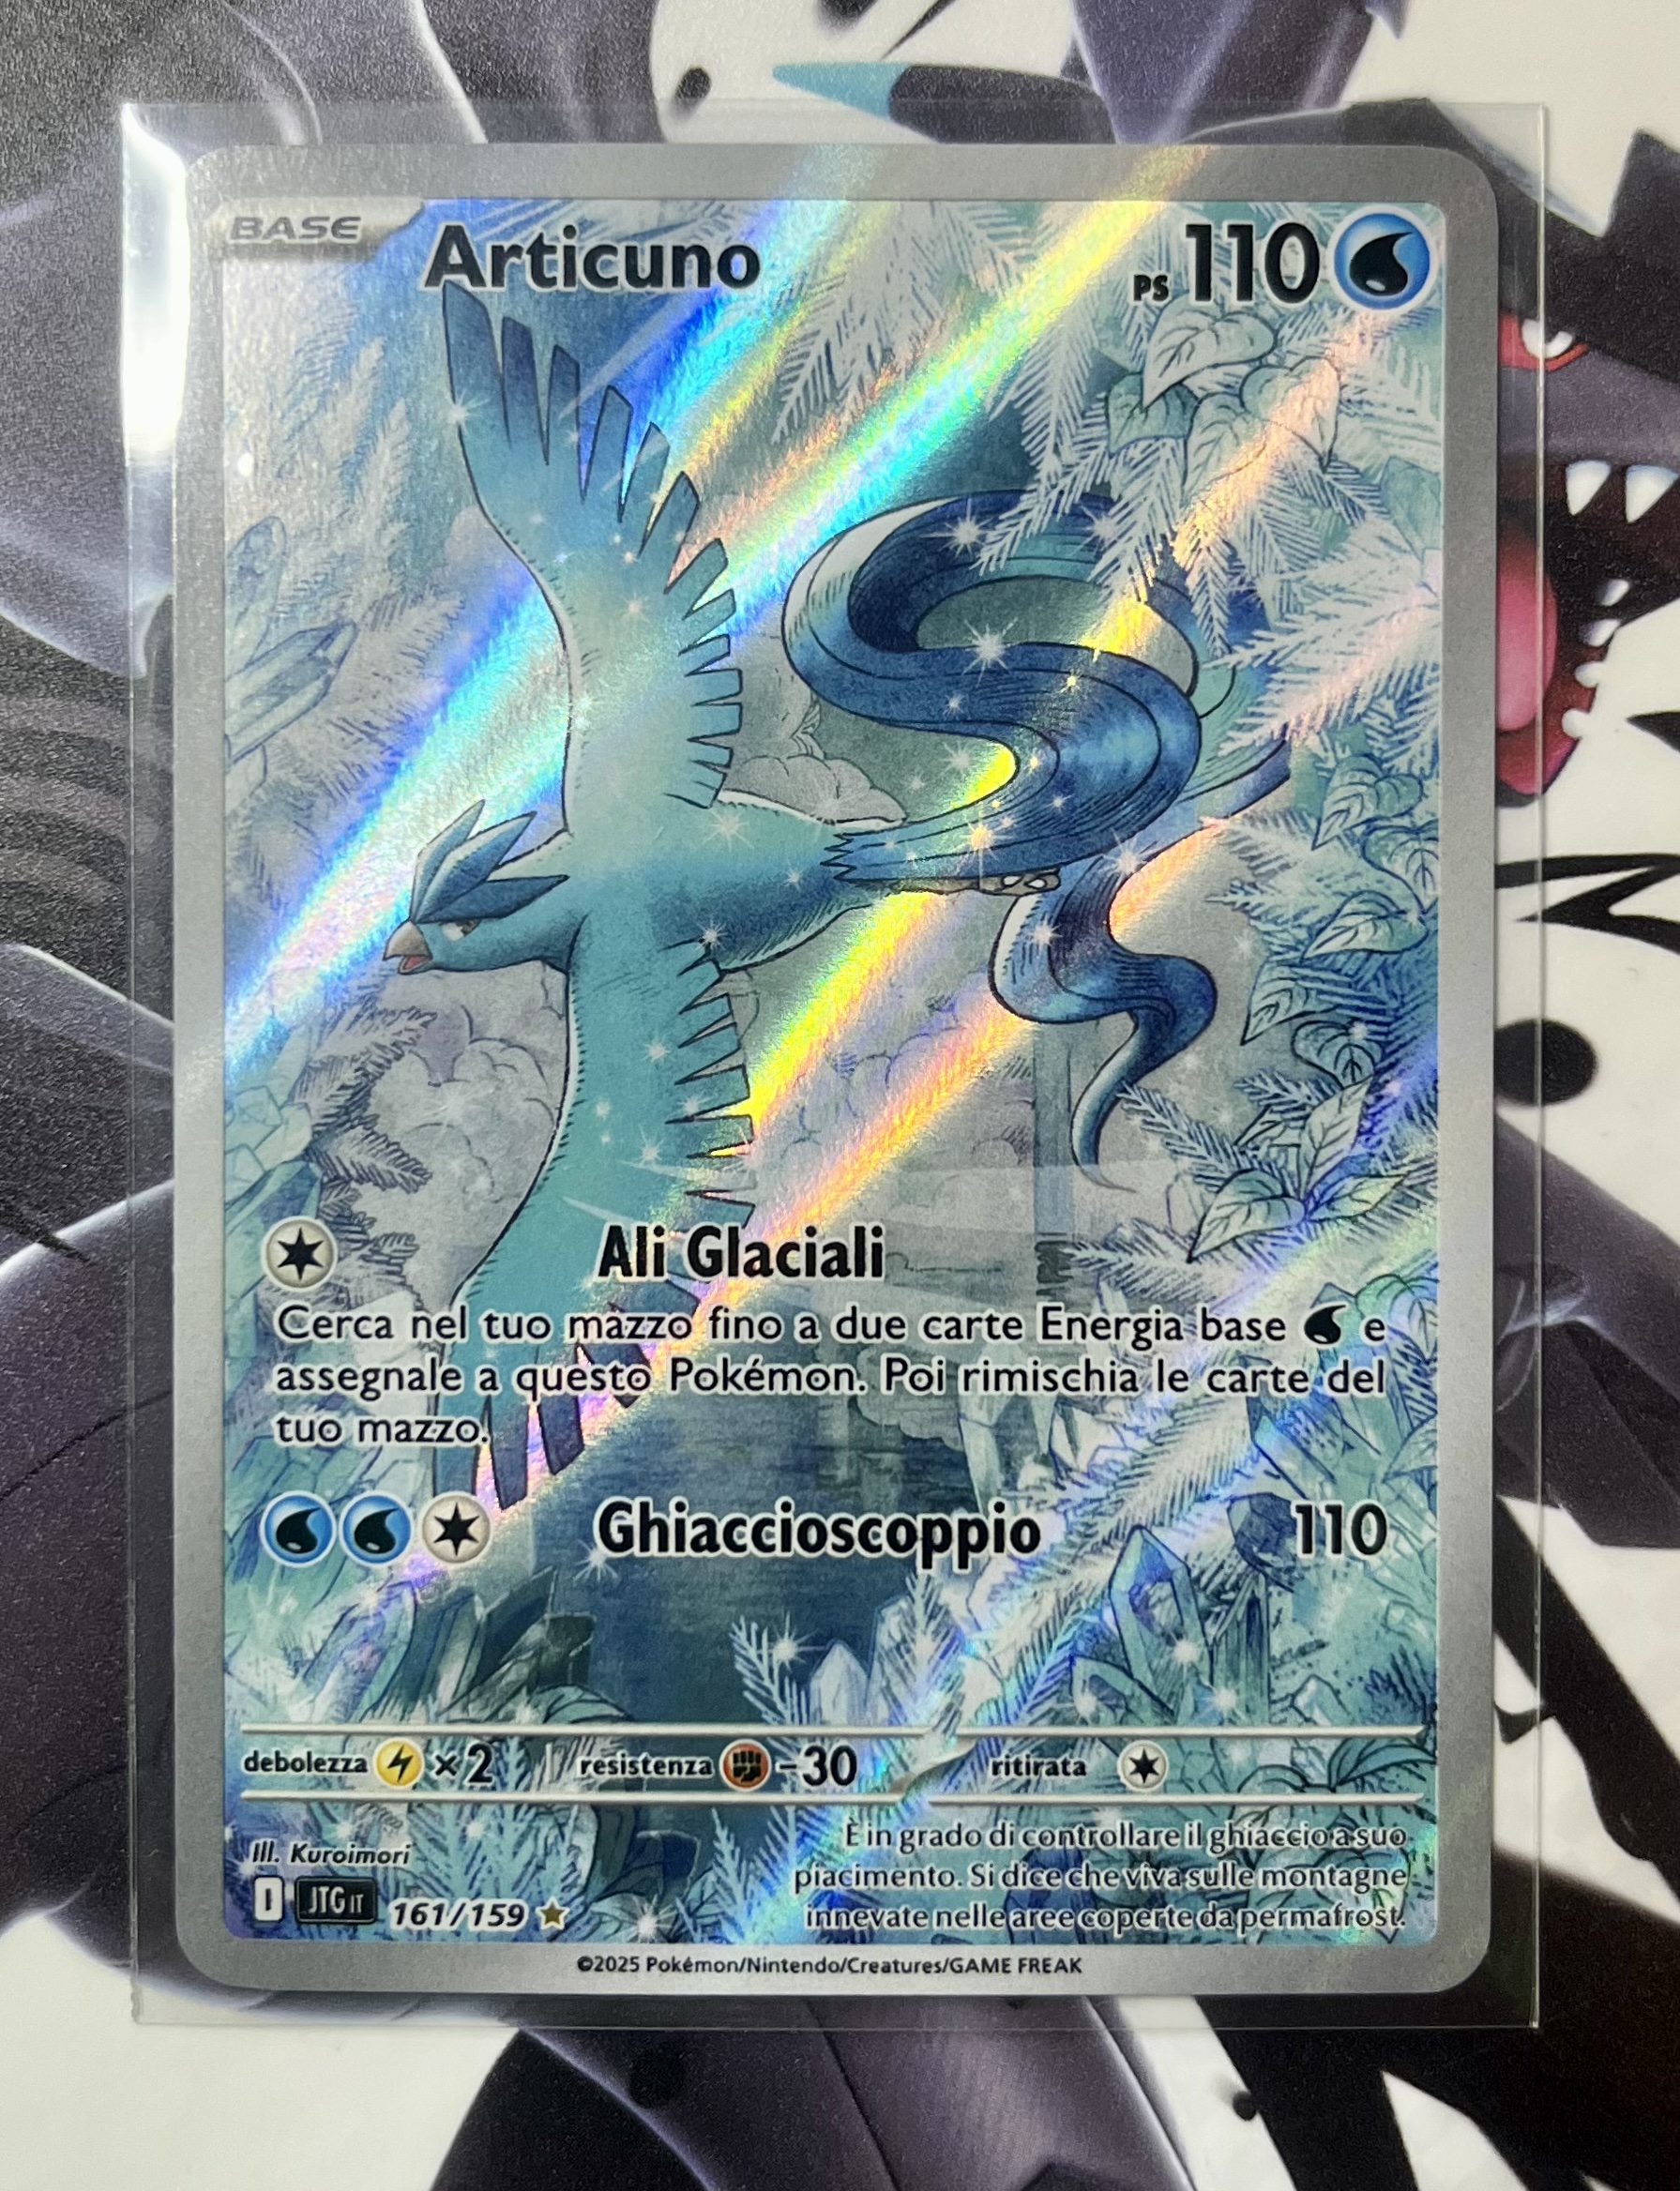 BASE
Articuno
PS 110
Ali Glaciali
Cerca nel tuo mazzo fino a due carte Energia base e
assegnale a questo Pokémon. Poi rimischia le carte del
tuo mazzo.
Ghiaccioscoppio 110
debolezza ×2 resistenza -30 ritirata
Ill. Kuroimori
È in grado di controllare il ghiaccio a suo
piacimento. Si dice che viva sulle montagne
innevate nelle aree coperte da permafrost.
I JTG IT 161/159
©2025 Pokémon/Nintendo/Creatures/GAME FREAK